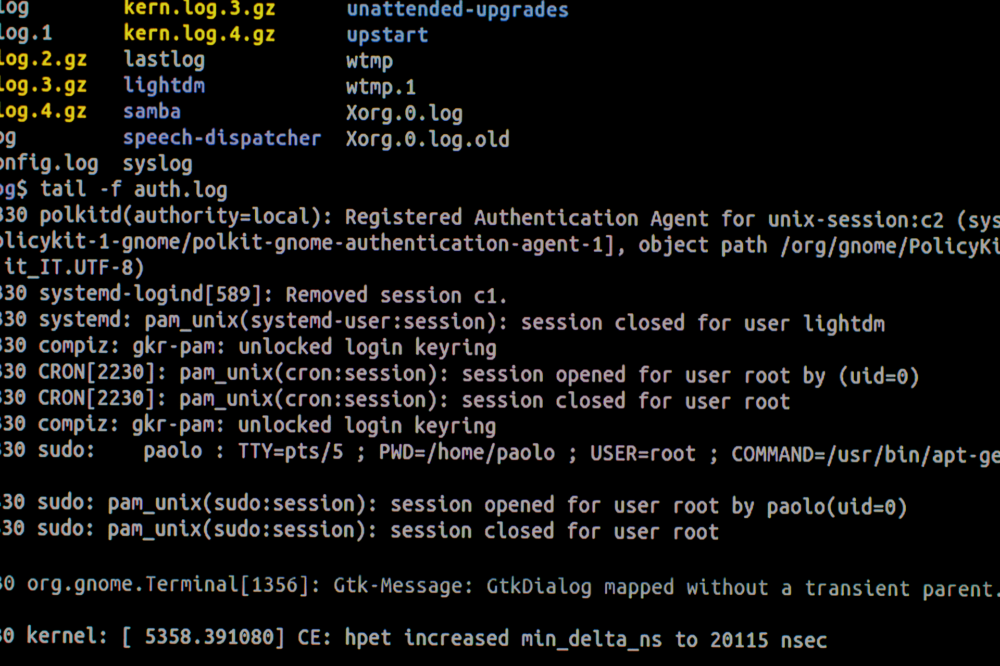 log kern.log.3.gz unattended-upgrades
log.1 kern.log.4.gz upstart
log.2.gz lastlog wtmp
log.3.gz lightdm wtmp.1
log.4.gz samba Xorg.0.log
og speech-dispatcher Xorg.0.log.old
onfig.log syslog
og$ tail -f auth.log
330 polkitd(authority=local): Registered Authentication Agent for unix-session:c2 (sys
olicykit-1-gnome/polkit-gnome-authentication-agent-1], object path /org/gnome/PolicyKi
it_IT.UTF-8)
330 systemd-logind[589]: Removed session c1.
330 systemd: pam_unix(systemd-user:session): session closed for user lightdm
330 compiz: gkr-pam: unlocked login keyring
330 CRON[2230]: pam_unix(cron:session): session opened for user root by (uid=0)
330 CRON[2230]: pam_unix(cron:session): session closed for user root
330 compiz: gkr-pam: unlocked login keyring
330 sudo: paolo : TTY=pts/5 ; PWD=/home/paolo ; USER=root ; COMMAND=/usr/bin/apt-ge
30 sudo: pam_unix(sudo:session): session opened for user root by paolo(uid=0)
30 sudo: pam_unix(sudo:session): session closed for user root
30 org.gnome.Terminal[1356]: Gtk-Message: GtkDialog mapped without a transient parent.
30 kernel: [ 5358.391080] CE: hpet increased min_delta_ns to 20115 nsec